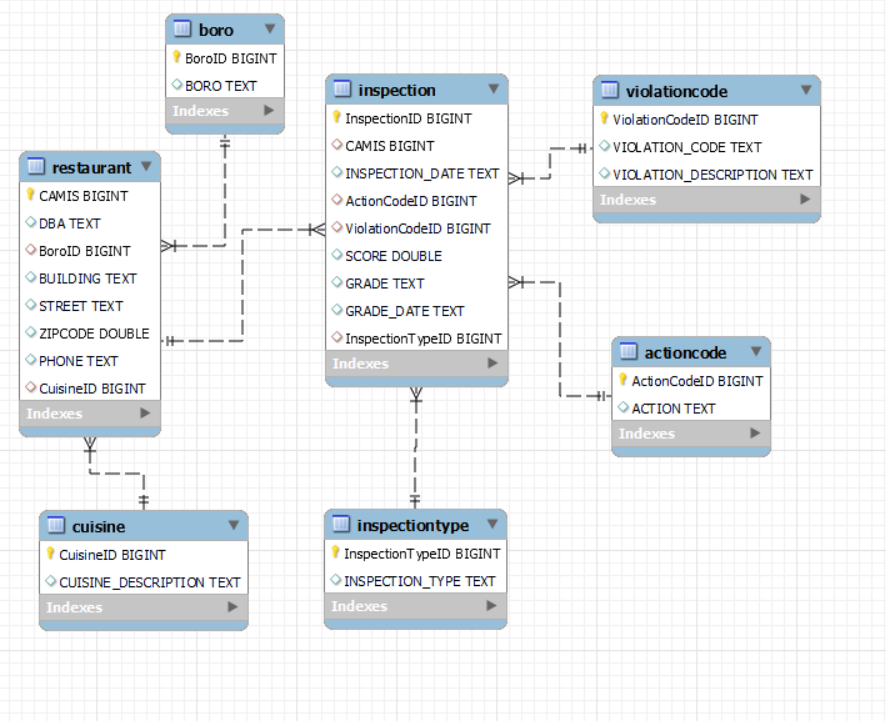 boro
BoroID BIGINT
BORO TEXT
Indexes
restaurant
CAMIS BIGINT
DBA TEXT
BoroID BIGINT
BUILDING TEXT
STREET TEXT
ZIPCODE DOUBLE
PHONE TEXT
CuisineID BIGINT
Indexes
inspection
InspectionID BIGINT
CAMIS BIGINT
INSPECTION_DATE TEXT
ActionCodeID BIGINT
ViolationCodeID BIGINT
SCORE DOUBLE
GRADE TEXT
GRADE_DATE TEXT
InspectionTypeID BIGINT
Indexes
violationcode
ViolationCodeID BIGINT
VIOLATION_CODE TEXT
VIOLATION_DESCRIPTION TEXT
Indexes
actioncode
ActionCodeID BIGINT
ACTION TEXT
Indexes
cuisine
CuisineID BIGINT
CUISINE_DESCRIPTION TEXT
Indexes
inspectiontype
InspectionTypeID BIGINT
INSPECTION_TYPE TEXT
Indexes